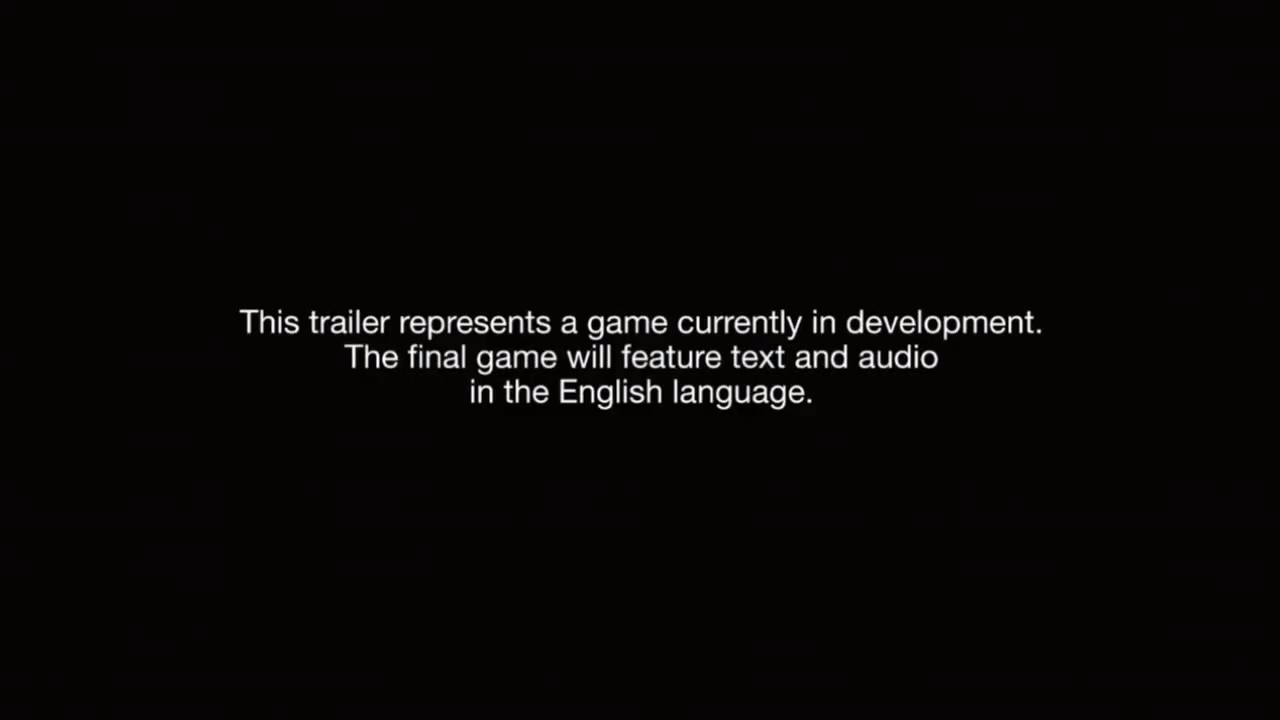 This trailer represents a game currently in development.
The final game will feature text and audio
in the English language.